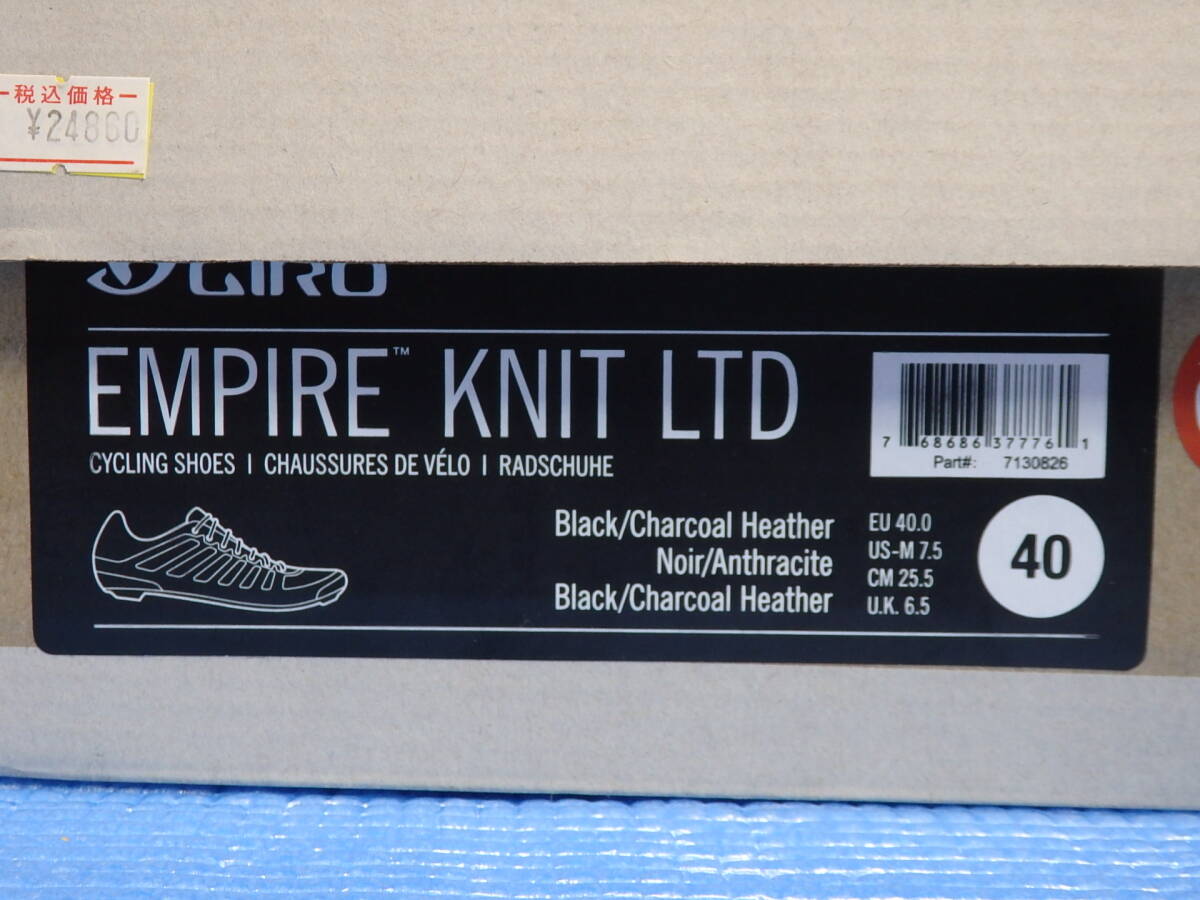 税込価格
¥24860
GIRO
EMPIRE™ KNIT LTD
CYCLING SHOES | CHAUSSURES DE VÉLO | RADSCHUHE
7 68686 37776 1
Part#: 7130826
Black/Charcoal Heather
Noir/Anthracite
Black/Charcoal Heather
EU 40.0
US-M 7.5
CM 25.5
U.K. 6.5
40